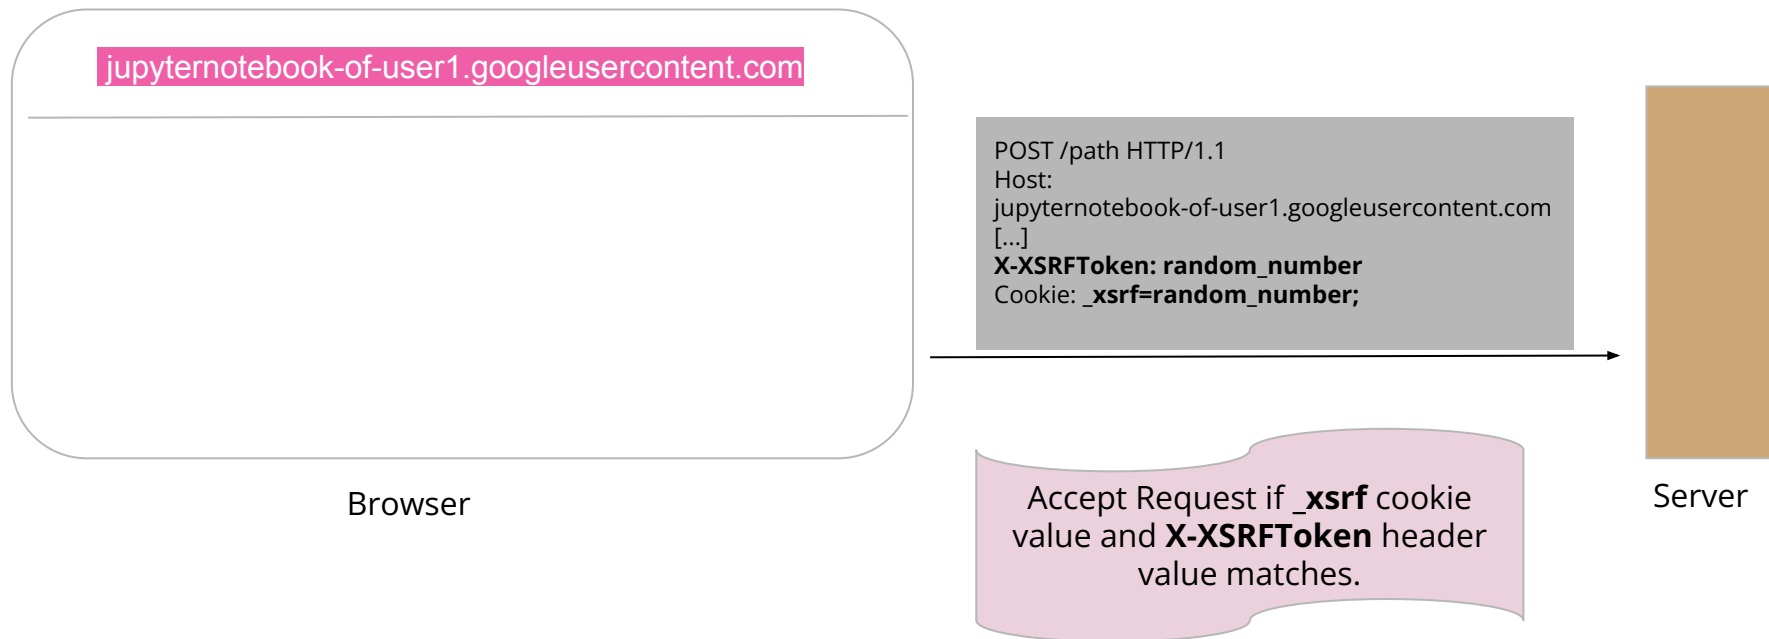 jupyternotebook-of-user1.googleusercontent.com
POST /path HTTP/1.1
Host:
jupyternotebook-of-user1.googleusercontent.com
[...]
X-XSRFToken: random_number
Cookie: _xsrf=random_number;
Browser
Accept Request if _xsrf cookie
value and X-XSRFToken header
value matches.
Server